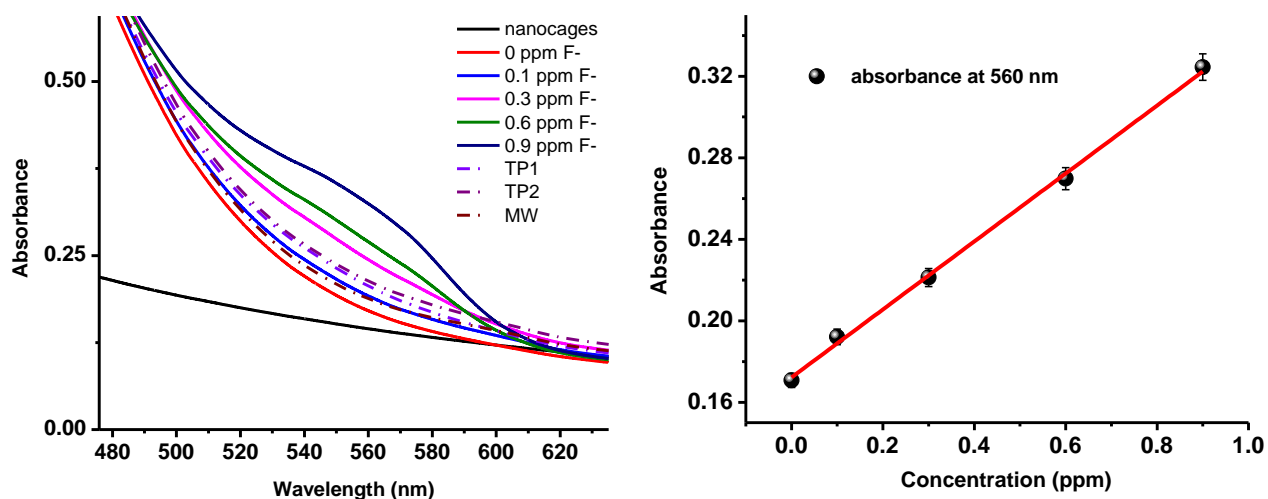 nanocages
0 ppm F-
0.1 ppm F-
0.3 ppm F-
0.6 ppm F-
0.9 ppm F-
TP1
TP2
MW
0.50
0.25
0.00
Absorbance
480 500 520 540 560 580 600 620
Wavelength (nm)
absorbance at 560 nm
0.32
0.28
0.24
0.20
0.16
Absorbance
0.0 0.2 0.4 0.6 0.8 1.0
Concentration (ppm)